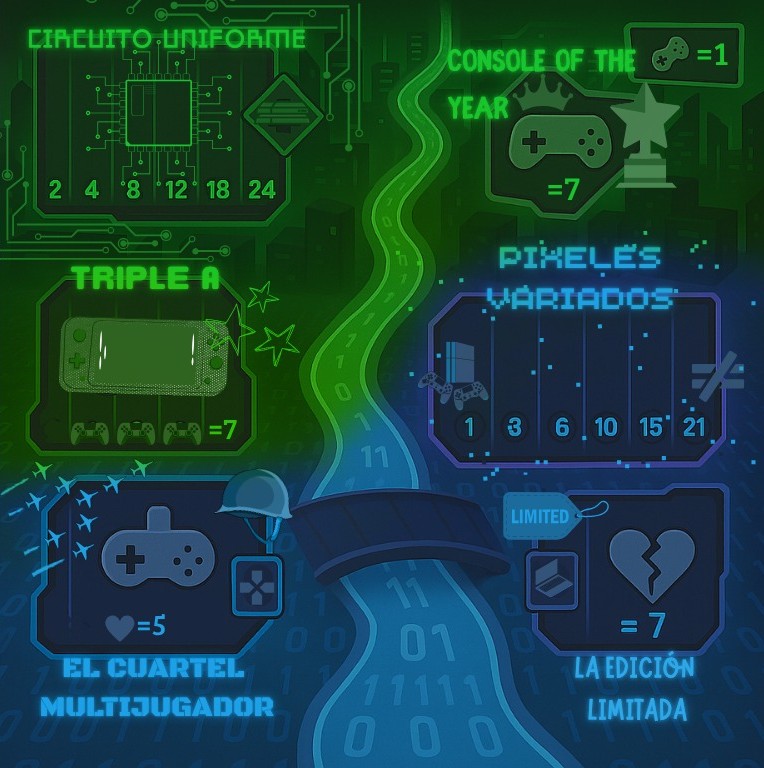 CIRCUITO UNIFORME
2 4 8 12 18 24
CONSOLE OF THE
YEAR
=1
=7
TRIPLE A
=7
PIXELES
VARIADOS
1 3 6 10 15 21
=5
EL CUARTEL
MULTIJUGADOR
LIMITED
= 7
LA EDICIÓN
LIMITADA
11
11
01
11111
0 0 0